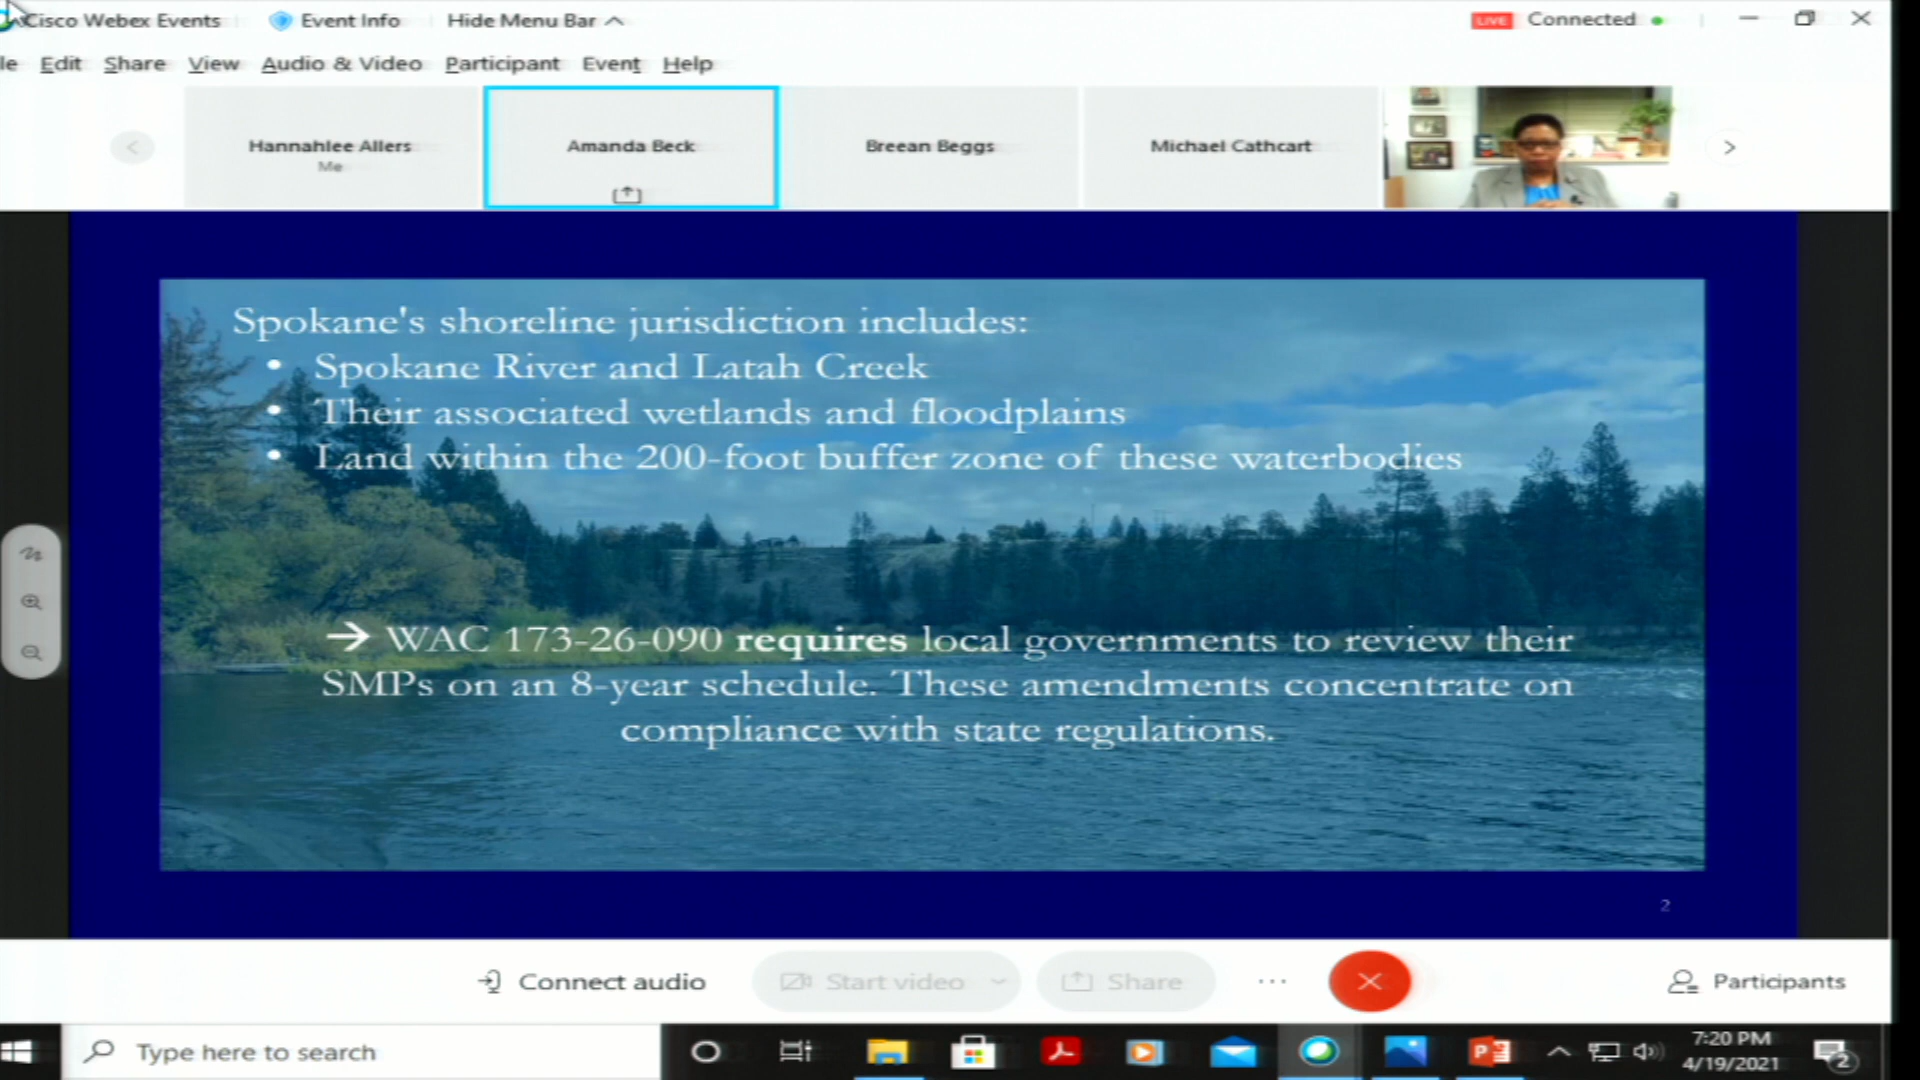 Cisco Webex Events
Event Info
Hide Menu Bar
LIVE
Connected
le Edit Share View Audio & Video Participant Event Help
Hannahlee Allers
Me
Amanda Beck
Breean Beggs
Michael Cathcart
Spokane's shoreline jurisdiction includes:
• Spokane River and Latah Creek
• Their associated wetlands and floodplains
• Land within the 200-foot buffer zone of these waterbodies
→ WAC 173-26-090 requires local governments to review their
SMPs on an 8-year schedule. These amendments concentrate on
compliance with state regulations.
2
Connect audio
Start video
Share
Participants
Type here to search
7:20 PM
4/19/2021
2